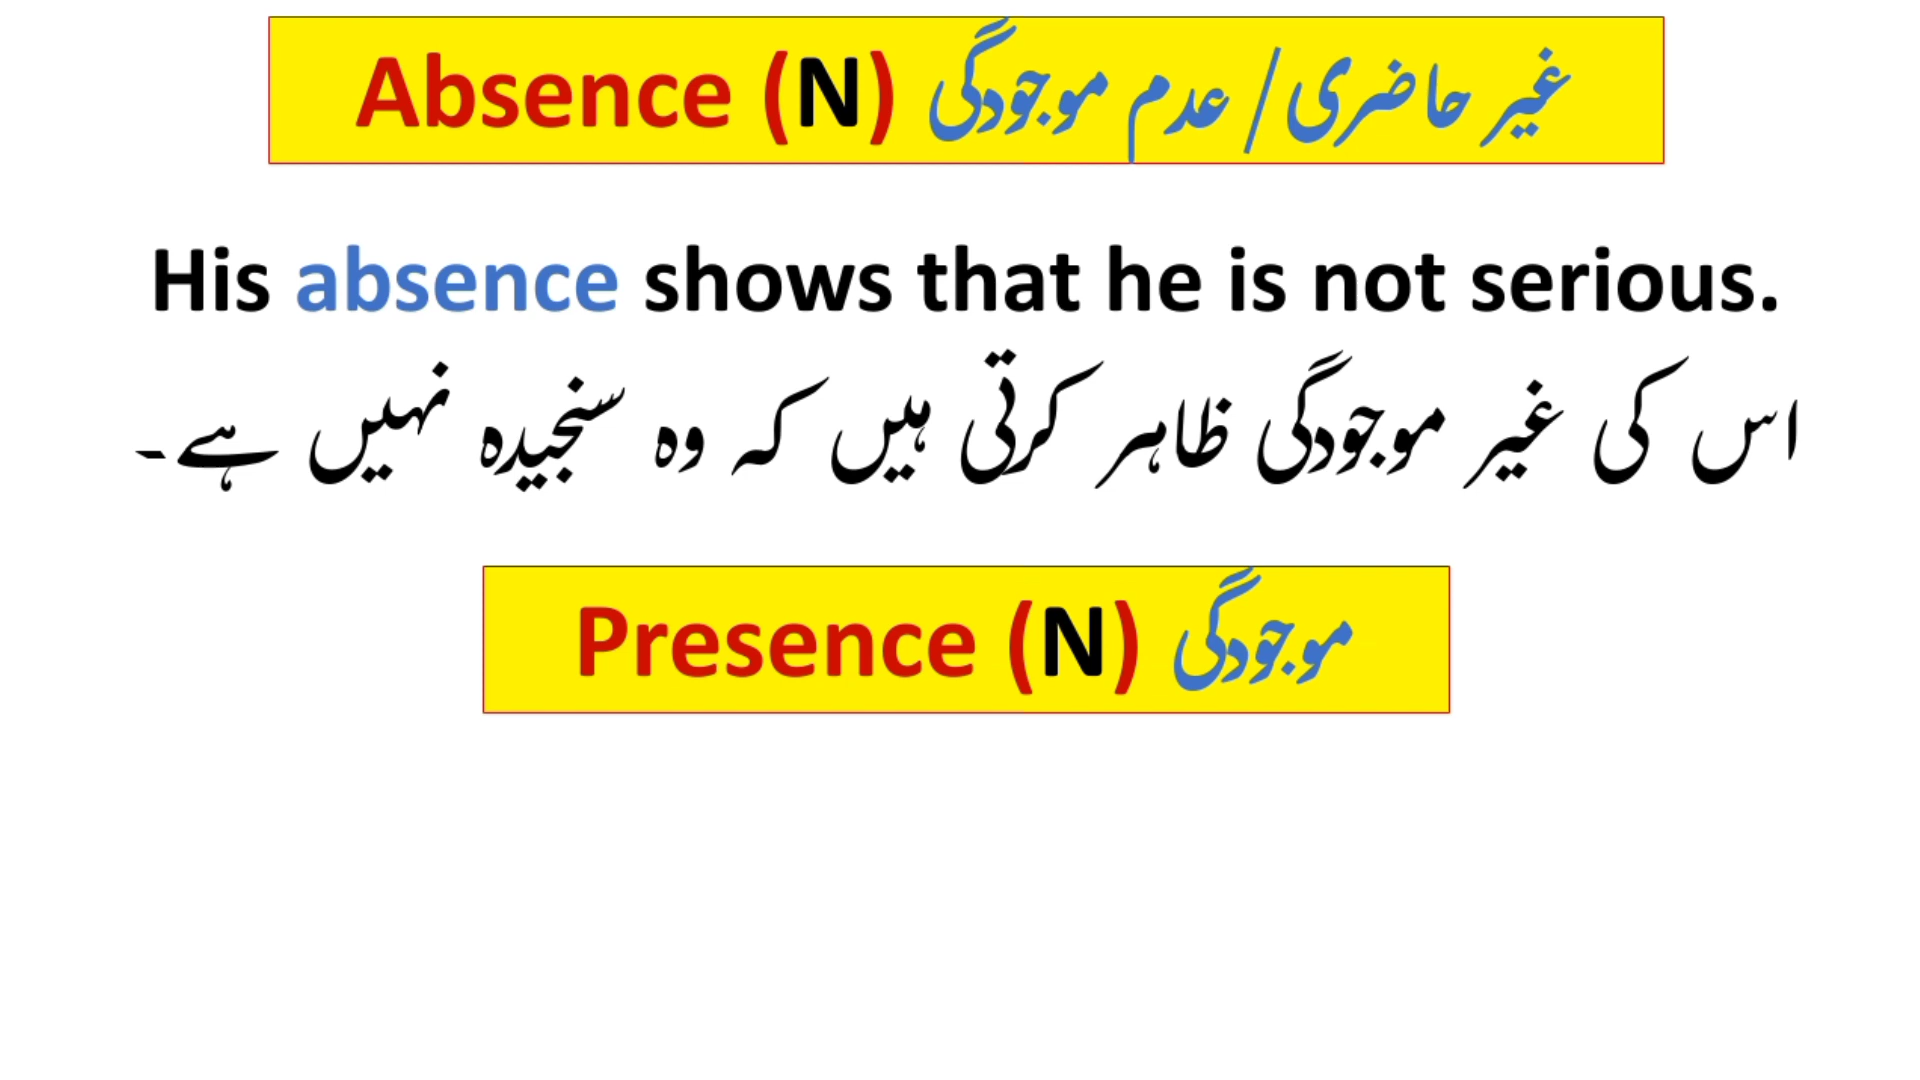 Absence (N) غیر حاضری/ عدم موجودگی
His absence shows that he is not serious.
اس کی غیر موجودگی ظاہر کرتی ہیں کہ وہ سنجیدہ نہیں ہے۔
Presence (N) موجودگی